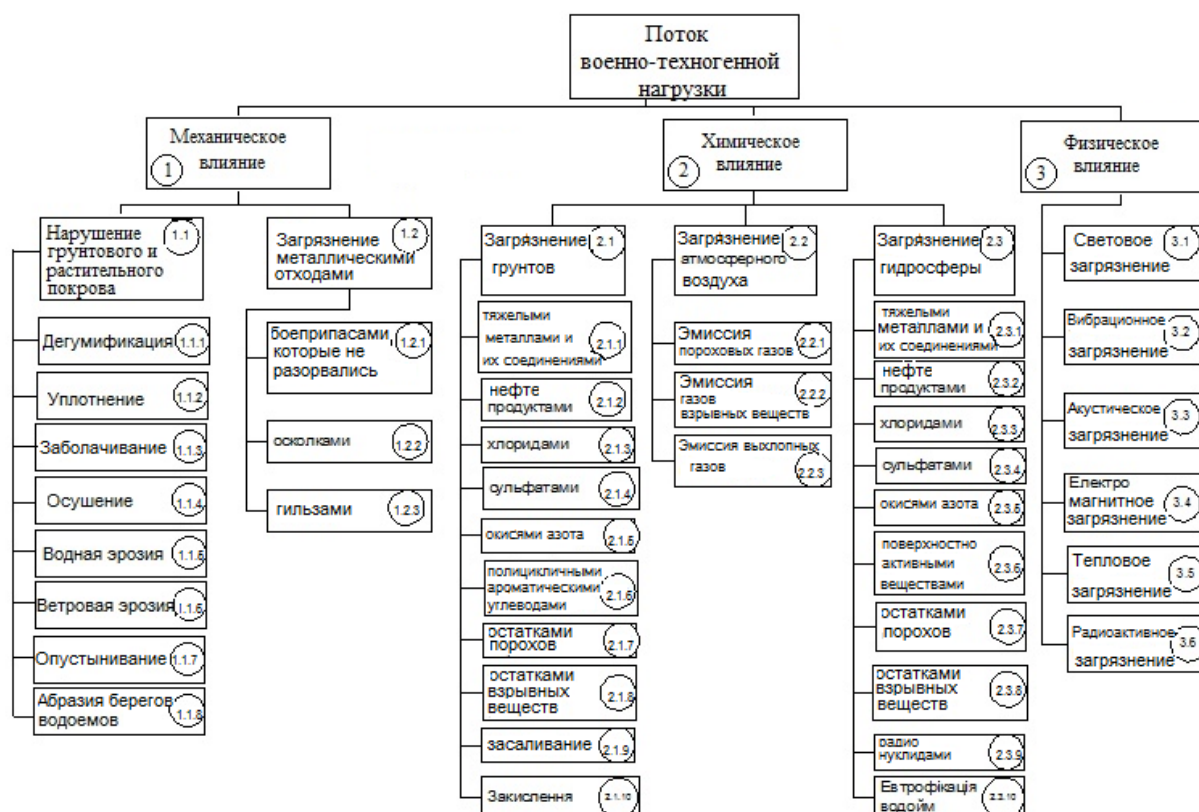 Поток
военно-техногенной
нагрузки
Механическое
влияние
1
Химическое
влияние
2
Физическое
влияние
3
Нарушение
грунтового и
растительного
покрова
1.1
Дегумификация
1.1.1
Уплотнение
1.1.2
Заболачивание
1.1.3
Осушение
1.1.4
Водная эрозия
1.1.5
Ветровая эрозия
1.1.6
Опустынивание
1.1.7
Абразия берегов
водоемов
1.1.8
Загрязнение
металлическими
отходами
1.2
боеприпасами,
которые не
разорвались
1.2.1
осколками
1.2.2
гильзами
1.2.3
Загрязнение
грунтов
2.1
тяжелыми
металлами и
их соединениями
2.1.1
нефте
продуктами
2.1.2
хлоридами
2.1.3
сульфатами
2.1.4
окисями азота
2.1.5
полицикличными
ароматическими
углеводами
2.1.6
остатками
порохов
2.1.7
остатками
взрывных
веществ
2.1.8
засаливание
2.1.9
Закислення
2.1.10
Загрязнение
атмосферного
воздуха
2.2
Эмиссия
пороховых газов
2.2.1
Эмиссия
газов
взрывных веществ
2.2.2
Эмиссия выхлопных
газов
2.2.3
Загрязнение
гидросферы
2.3
тяжелыми
металлами и
их соединениями
2.3.1
нефте
продуктами
2.3.2
хлоридами
2.3.3
сульфатами
2.3.4
окисями азота
2.3.5
поверхностно
активными
веществами
2.3.6
остатками
порохов
2.3.7
остатками
взрывных
веществ
2.3.8
радио
нуклидами
2.3.9
Евтрофікація
водойм
2.3.10
Световое
загрязнение
3.1
Вибрационное
загрязнение
3.2
Акустическое
загрязнение
3.3
Електро
магнитное
загрязнение
3.4
Тепловое
загрязнение
3.5
Радиоактивное
загрязнение
3.6